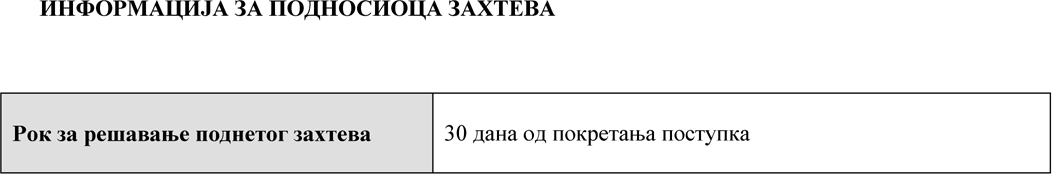 ИНФОРМАЦИЈА ЗА ПОДНОСИОЦА ЗАХТЕВА
Рок за решавање поднетог захтева
30 дана од покретања поступка